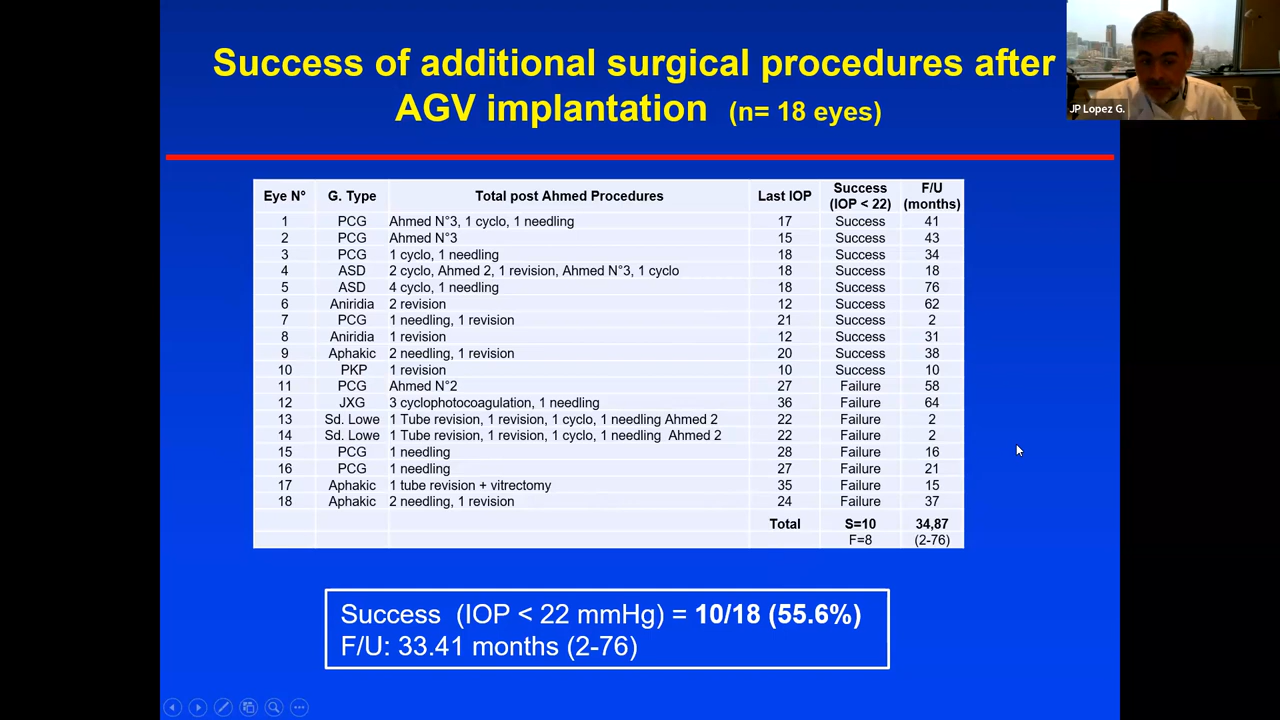 Success of additional surgical procedures after
AGV implantation (n= 18 eyes)
JP Lopez G.
Eye N° G. Type Total post Ahmed Procedures Last IOP Success (IOP < 22) F/U (months)
1 PCG Ahmed N°3, 1 cyclo, 1 needling 17 Success 41
2 PCG Ahmed N°3 15 Success 43
3 PCG 1 cyclo, 1 needling 18 Success 34
4 ASD 2 cyclo, Ahmed 2, 1 revision, Ahmed N°3, 1 cyclo 18 Success 18
5 ASD 4 cyclo, 1 needling 18 Success 76
6 Aniridia 2 revision 12 Success 62
7 PCG 1 needling, 1 revision 21 Success 2
8 Aniridia 1 revision 12 Success 31
9 Aphakic 2 needling, 1 revision 20 Success 38
10 PKP 1 revision 10 Success 10
11 PCG Ahmed N°2 27 Failure 58
12 JXG 3 cyclophotocoagulation, 1 needling 36 Failure 64
13 Sd. Lowe 1 Tube revision, 1 revision, 1 cyclo, 1 needling Ahmed 2 22 Failure 2
14 Sd. Lowe 1 Tube revision, 1 revision, 1 cyclo, 1 needling Ahmed 2 22 Failure 2
15 PCG 1 needling 28 Failure 16
16 PCG 1 needling 27 Failure 21
17 Aphakic 1 tube revision + vitrectomy 35 Failure 15
18 Aphakic 2 needling, 1 revision 24 Failure 37
Total S=10 34,87
F=8 (2-76)
Success (IOP < 22 mmHg) = 10/18 (55.6%)
F/U: 33.41 months (2-76)